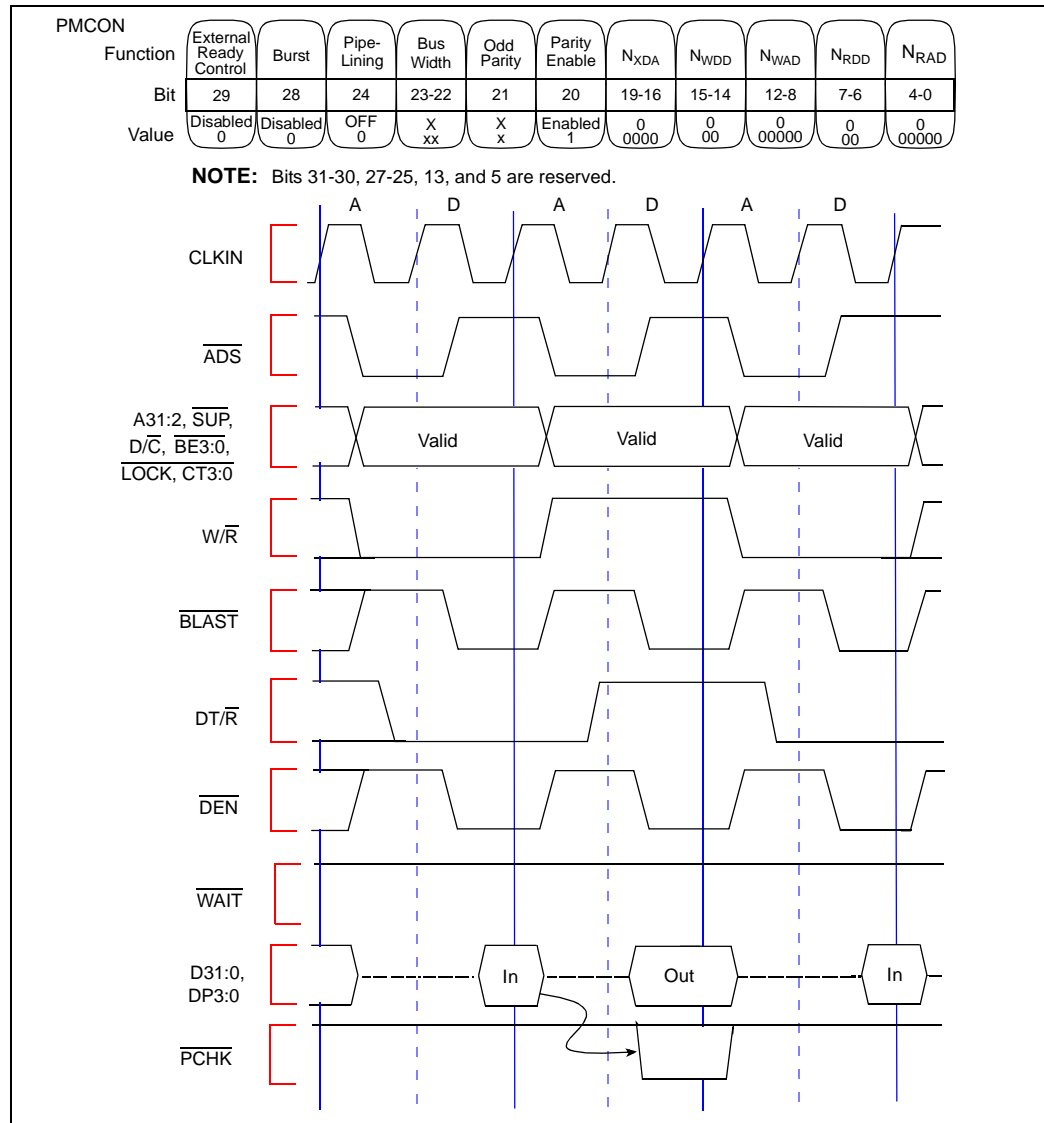 PMCON
Function External Ready Control Burst Pipe-Lining Bus Width Odd Parity Parity Enable NXDA NWDD NWAD NRDD NRAD
Bit 29 28 24 23-22 21 20 19-16 15-14 12-8 7-6 4-0
Value Disabled 0 Disabled 0 OFF 0 X xx X x Enabled 1 0 0000 0 00 0 00000 0 00 0 00000
NOTE: Bits 31-30, 27-25, 13, and 5 are reserved.
A D A D A D
CLKIN
ADS
A31:2, SUP,
D/C, BE3:0,
LOCK, CT3:0
Valid Valid Valid
W/R
BLAST
DT/R
DEN
WAIT
D31:0,
DP3:0
In Out In
PCHK